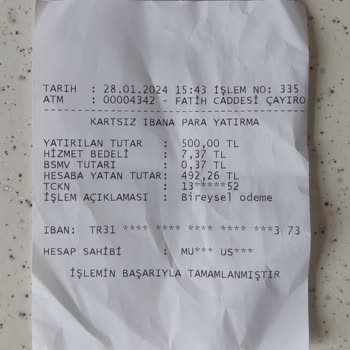 TARİH : 28.01.2024 15:43 İŞLEM NO: 335
ATM : 00004342 - FATİH CADDESİ ÇAYIRO
KARTSIZ IBANA PARA YATIRMA
YATIRILAN TUTAR : 500,00 TL
HİZMET BEDELİ : 7,37 TL
BSMV TUTARI : 0,37 TL
HESABA YATAN TUTAR: 492,26 TL
TCKN : 13*****52
İŞLEM AÇIKLAMASI : Bireysel ödeme
IBAN: TR31 **** **** **** **** ***3 73
HESAP SAHİBİ : MU*** US***
İŞLEMİN BAŞARIYLA TAMAMLANMIŞTIR